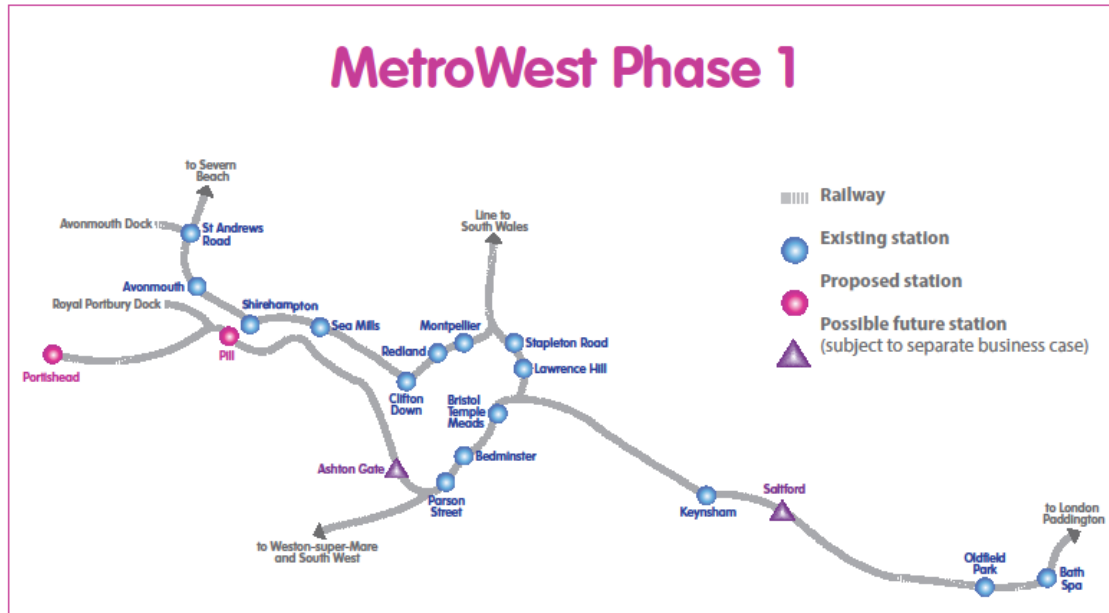 MetroWest Phase 1
to Severn
Beach
Avonmouth Dock
St Andrews
Road
Line to
South Wales
Railway
Existing station
Proposed station
Possible future station
(subject to separate business case)
Avonmouth
Royal Portbury Dock
Shirehampton
Sea Mills
Montpellier
Stapleton Road
Pill
Redland
Lawrence Hill
Portishead
Clifton
Down
Bristol
Temple
Meads
Bedminster
Ashton Gate
Parson
Street
Saltford
Keynsham
to London
Paddington
to Weston-super-Mare
and South West
Oldfield
Park
Bath
Spa